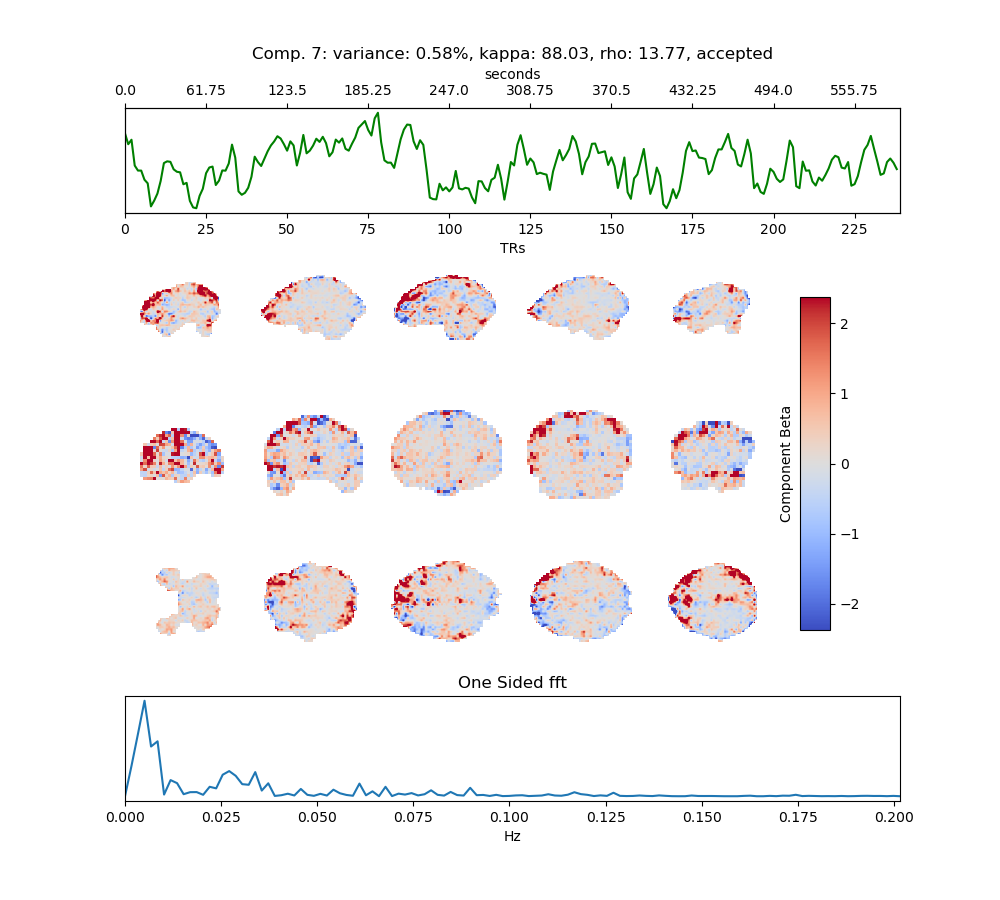 Comp. 7: variance: 0.58%, kappa: 88.03, rho: 13.77, accepted
seconds
0.0 61.75 123.5 185.25 247.0 308.75 370.5 432.25 494.0 555.75
0 25 50 75 100 125 150 175 200 225
TRs
2
1
0
−1
−2
Component Beta
One Sided fft
0.000 0.025 0.050 0.075 0.100 0.125 0.150 0.175 0.200
Hz